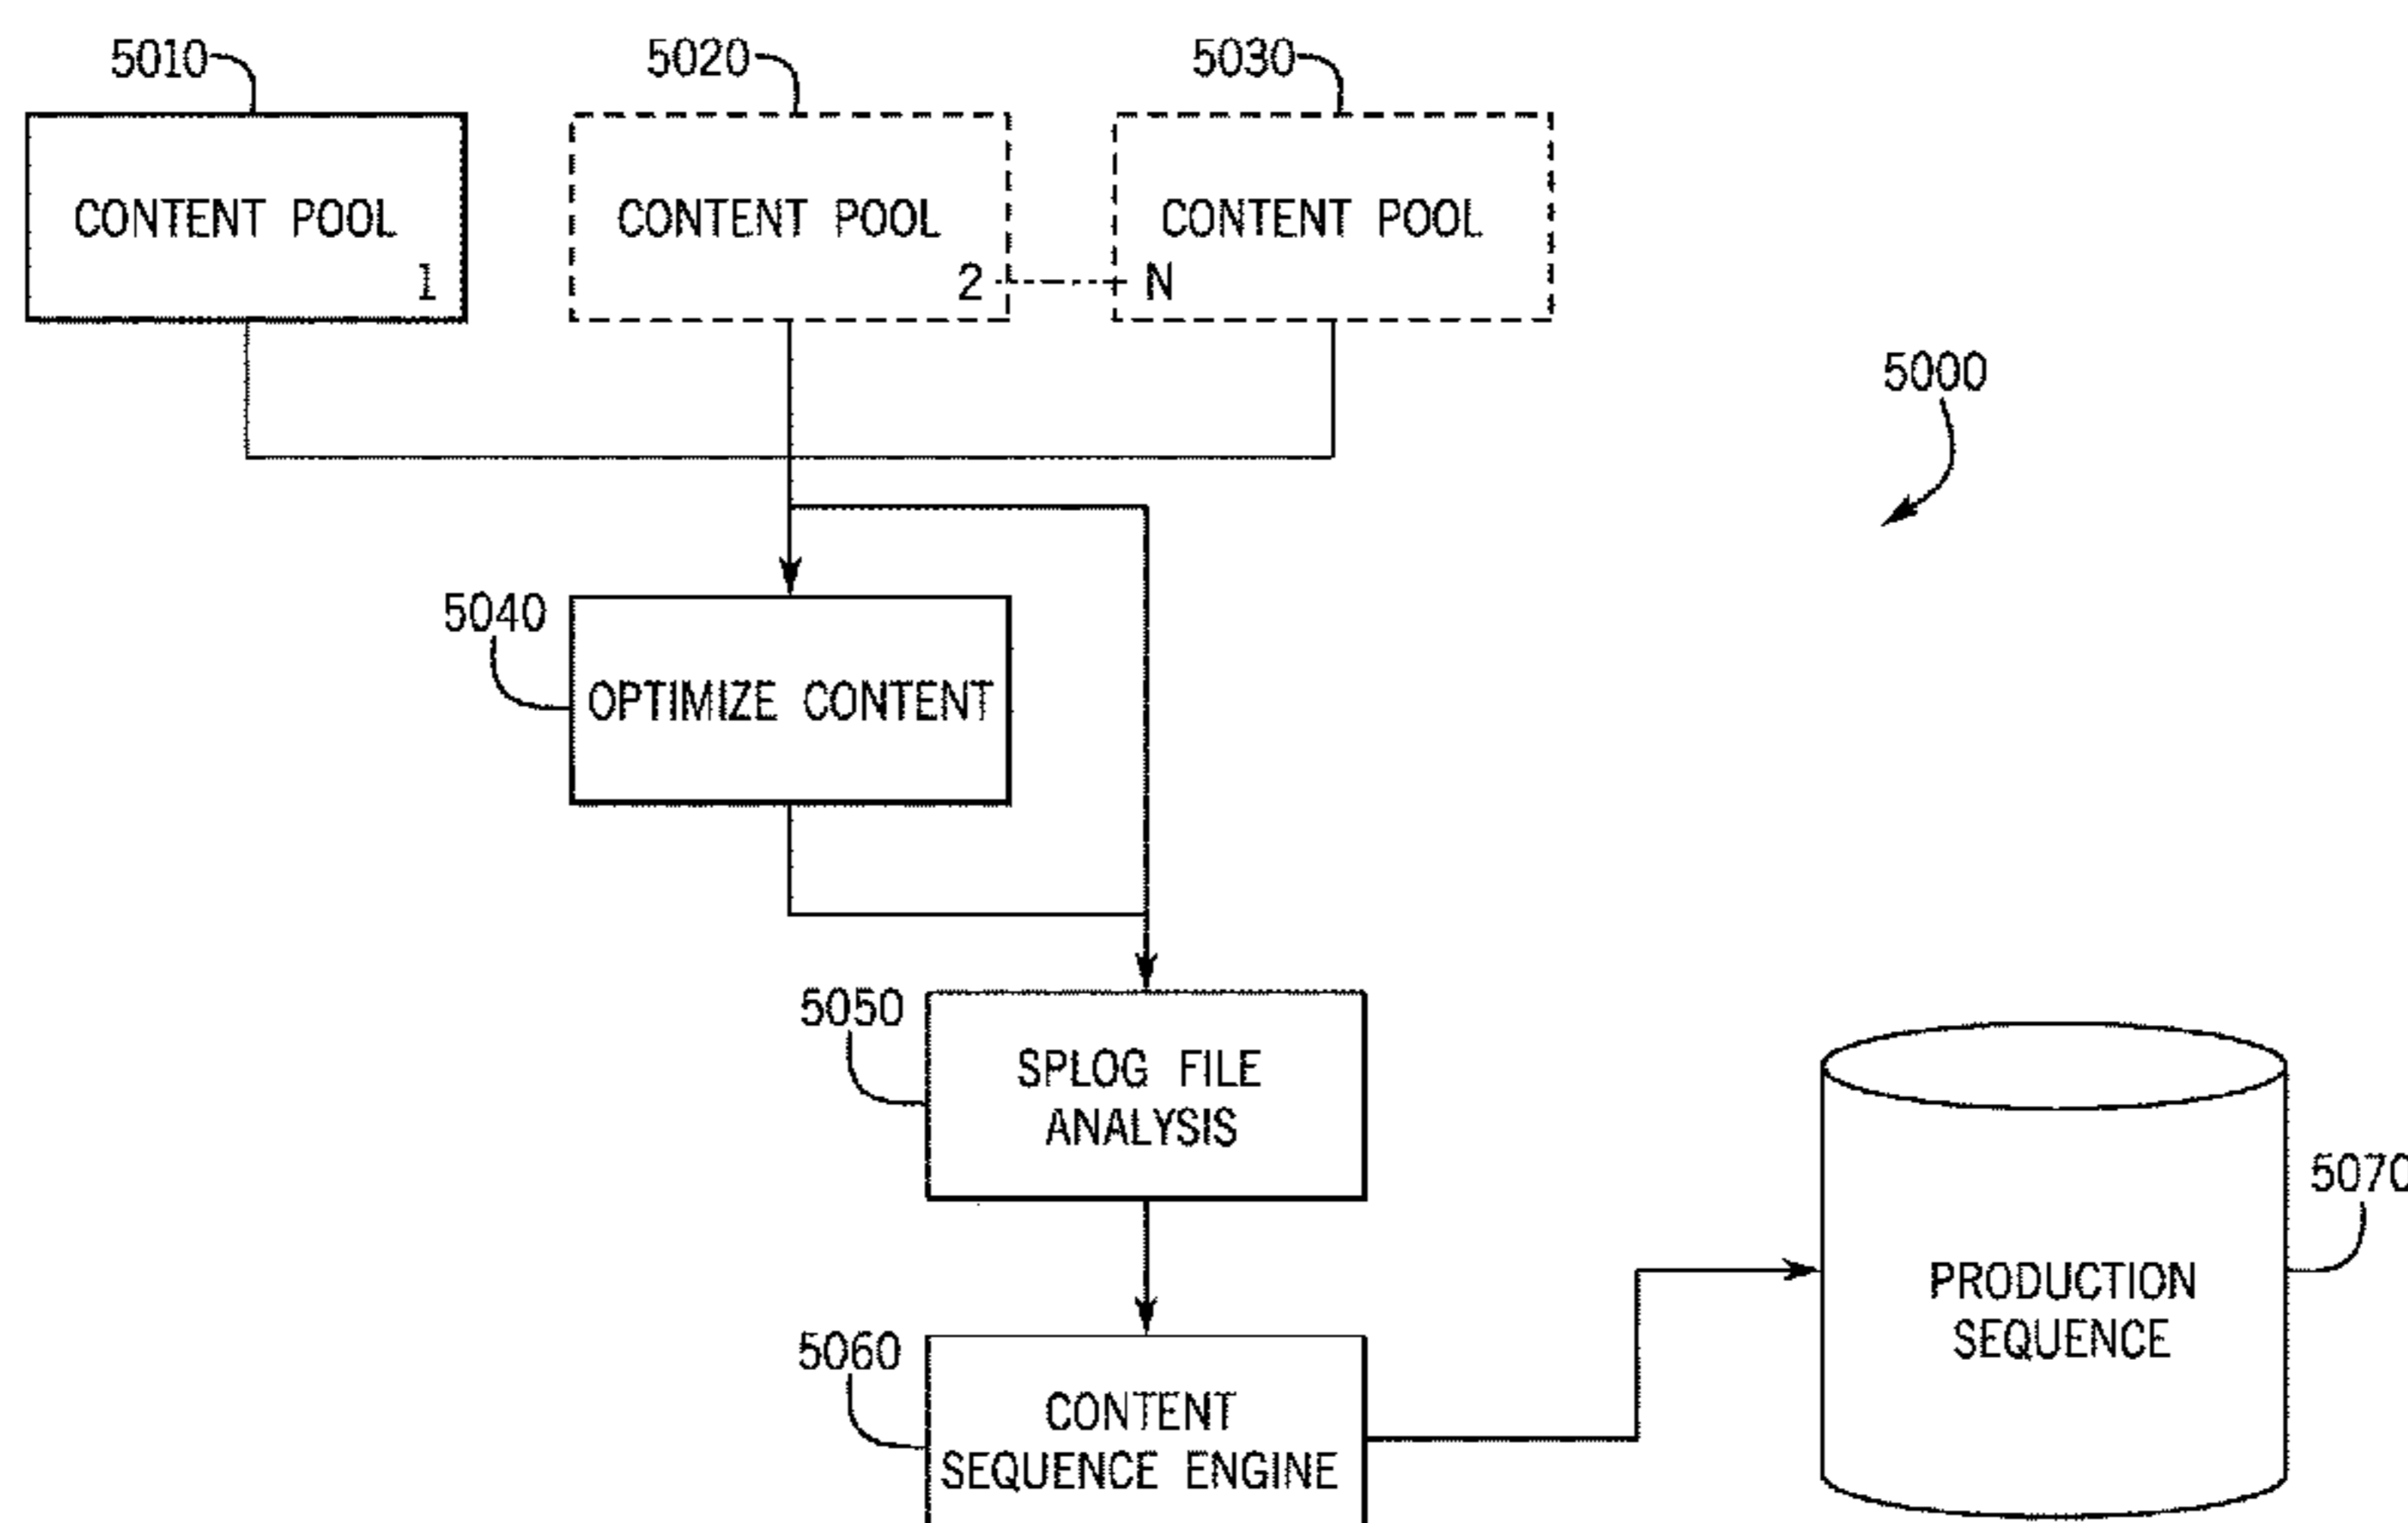 5010
5020
5030
CONTENT POOL
1
CONTENT POOL
2
CONTENT POOL
N
5000
5040
OPTIMIZE CONTENT
5050
SPLOG FILE
ANALYSIS
5070
PRODUCTION
SEQUENCE
5060
CONTENT
SEQUENCE ENGINE